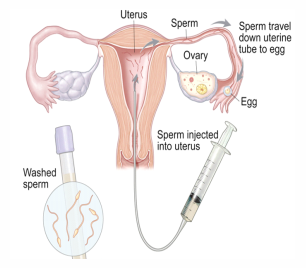 Uterus
Sperm
Sperm travel
down uterine
tube to egg
Ovary
Egg
Sperm injected
into uterus
Washed
sperm